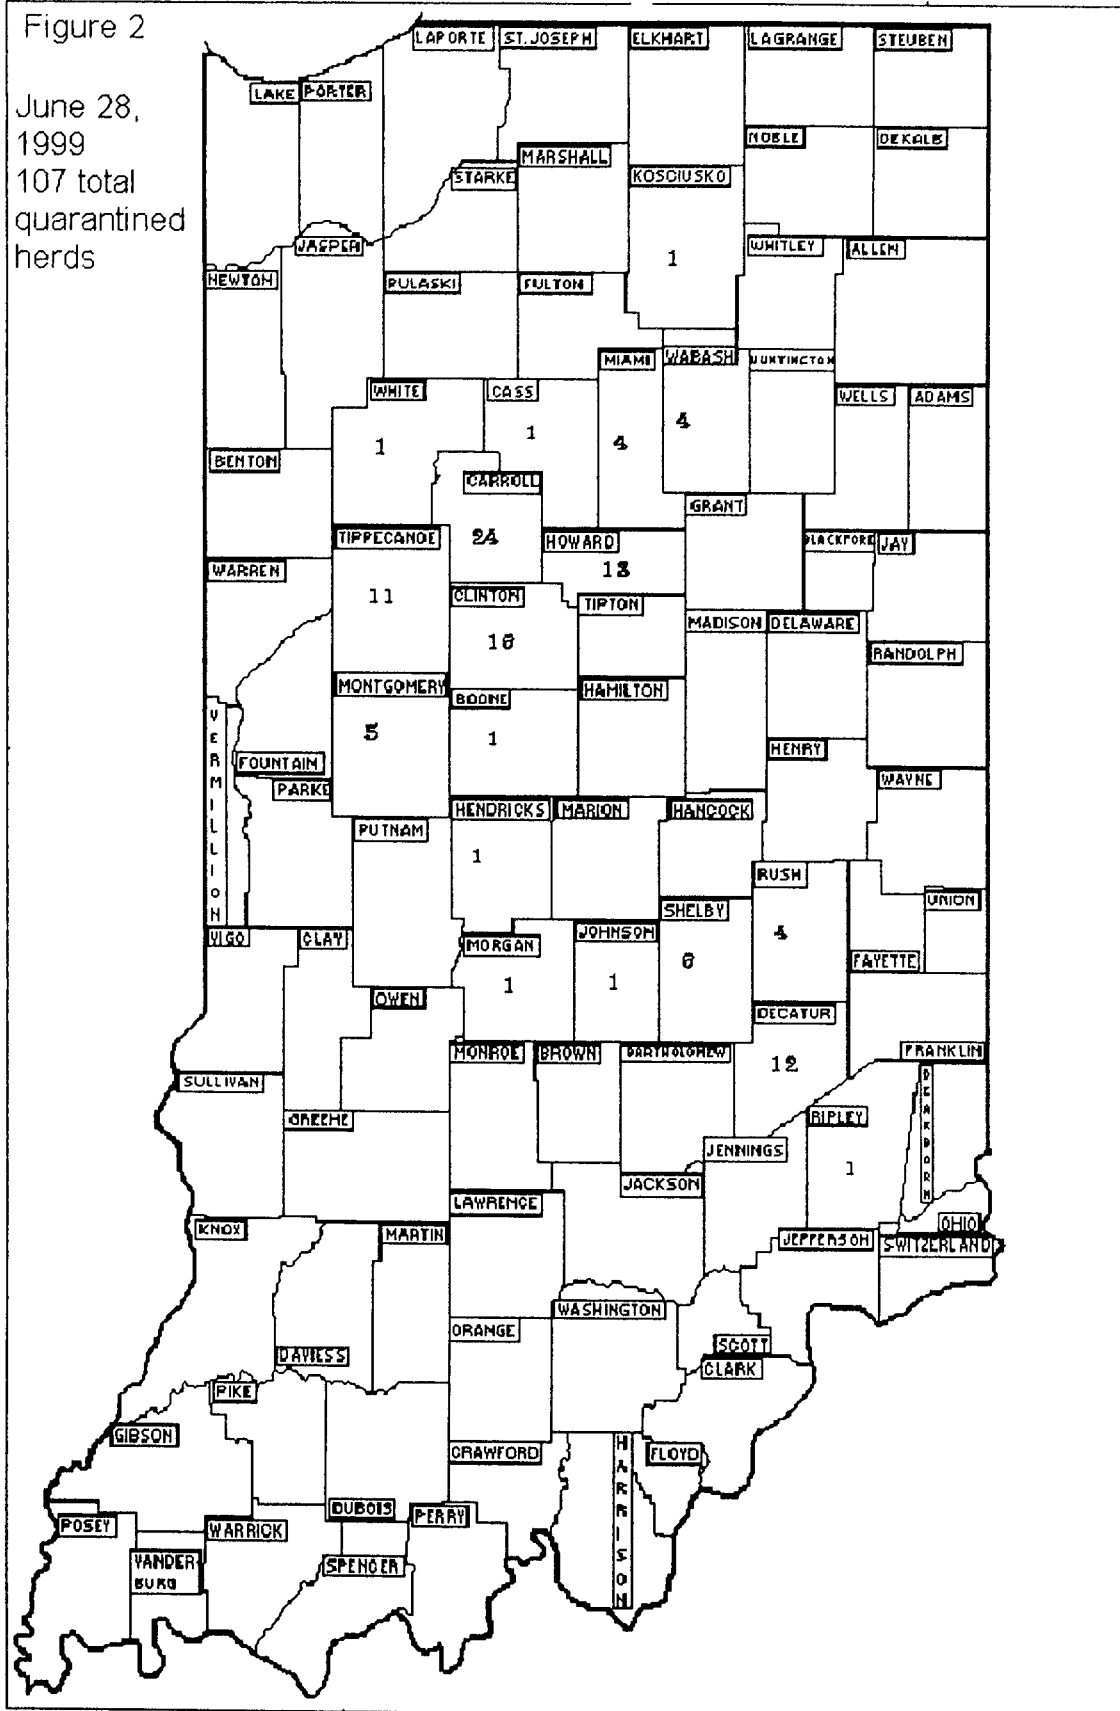 Figure 2
June 28,
1999
107 total
quarantined
herds
LAPORTE
ST.JOSEPH
ELKHART
LAGRANGE
STEUBEN
LAKE
PORTER
NOBLE
DEKALB
MARSHALL
STARKE
KOSCIUSKO
JASPER
WHITLEY
ALLEN
1
NEWTON
PULASKI
FULTON
MIAMI
WABASH
HUNTINGTON
WHITE
CASS
WELLS
ADAMS
1
1
4
4
BENTON
CARROLL
GRANT
TIPPECANOE
24
HOWARD
BLACKFORD
JAY
WARREN
13
11
CLINTON
TIPTON
MADISON
DELAWARE
16
RANDOLPH
MONTGOMERY
BOONE
HAMILTON
VERMILLION
5
1
HENRY
FOUNTAIN
WAYNE
PARKE
HENDRICKS
MARION
HANCOCK
PUTNAM
1
RUSH
UNION
SHELBY
VIGO
CLAY
MORGAN
JOHNSON
4
6
FAYETTE
1
1
OWEN
DECATUR
MONROE
BROWN
BARTHOLOMEW
FRANKLIN
12
SULLIVAN
DEARBORN
GREENE
RIPLEY
JENNINGS
1
JACKSON
LAWRENCE
KNOX
MARTIN
OHIO
JEFFERSON
SWITZERLAND
WASHINGTON
ORANGE
SCOTT
DAVIESS
CLARK
PIKE
GIBSON
CRAWFORD
HARRISON
FLOYD
DUBOIS
PERRY
POSEY
WARRICK
VANDER
BURG
SPENCER